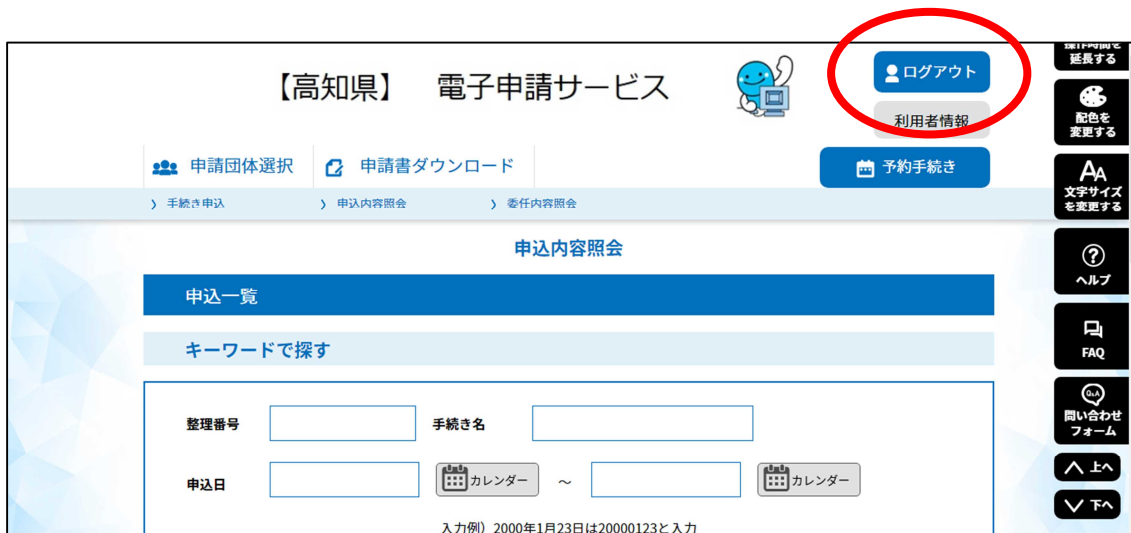 【高知県】 電子申請サービス
ログアウト
利用者情報
申請団体選択
申請書ダウンロード
予約手続き
手続き申込
申込内容照会
委任内容照会
申込内容照会
申込一覧
キーワードで探す
整理番号
手続き名
申込日
カレンダー
～
カレンダー
入力例）2000年1月23日は20000123と入力
操作時間を
延長する
配色を
変更する
文字サイズ
を変更する
ヘルプ
FAQ
問い合わせ
フォーム
上へ
下へ